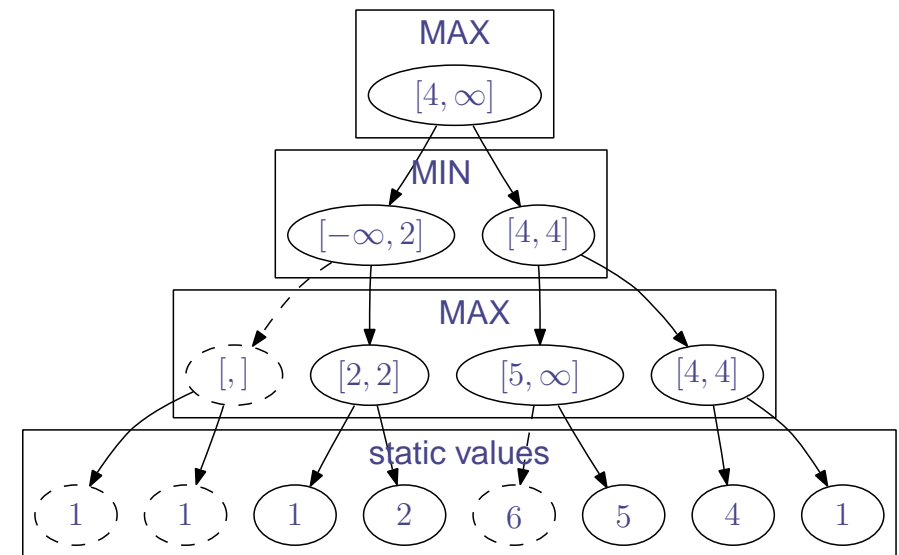 MAX
[4, ∞]
MIN
[−∞, 2] [4, 4]
MAX
[, ] [2, 2] [5, ∞] [4, 4]
static values
1 1 1 2 6 5 4 1